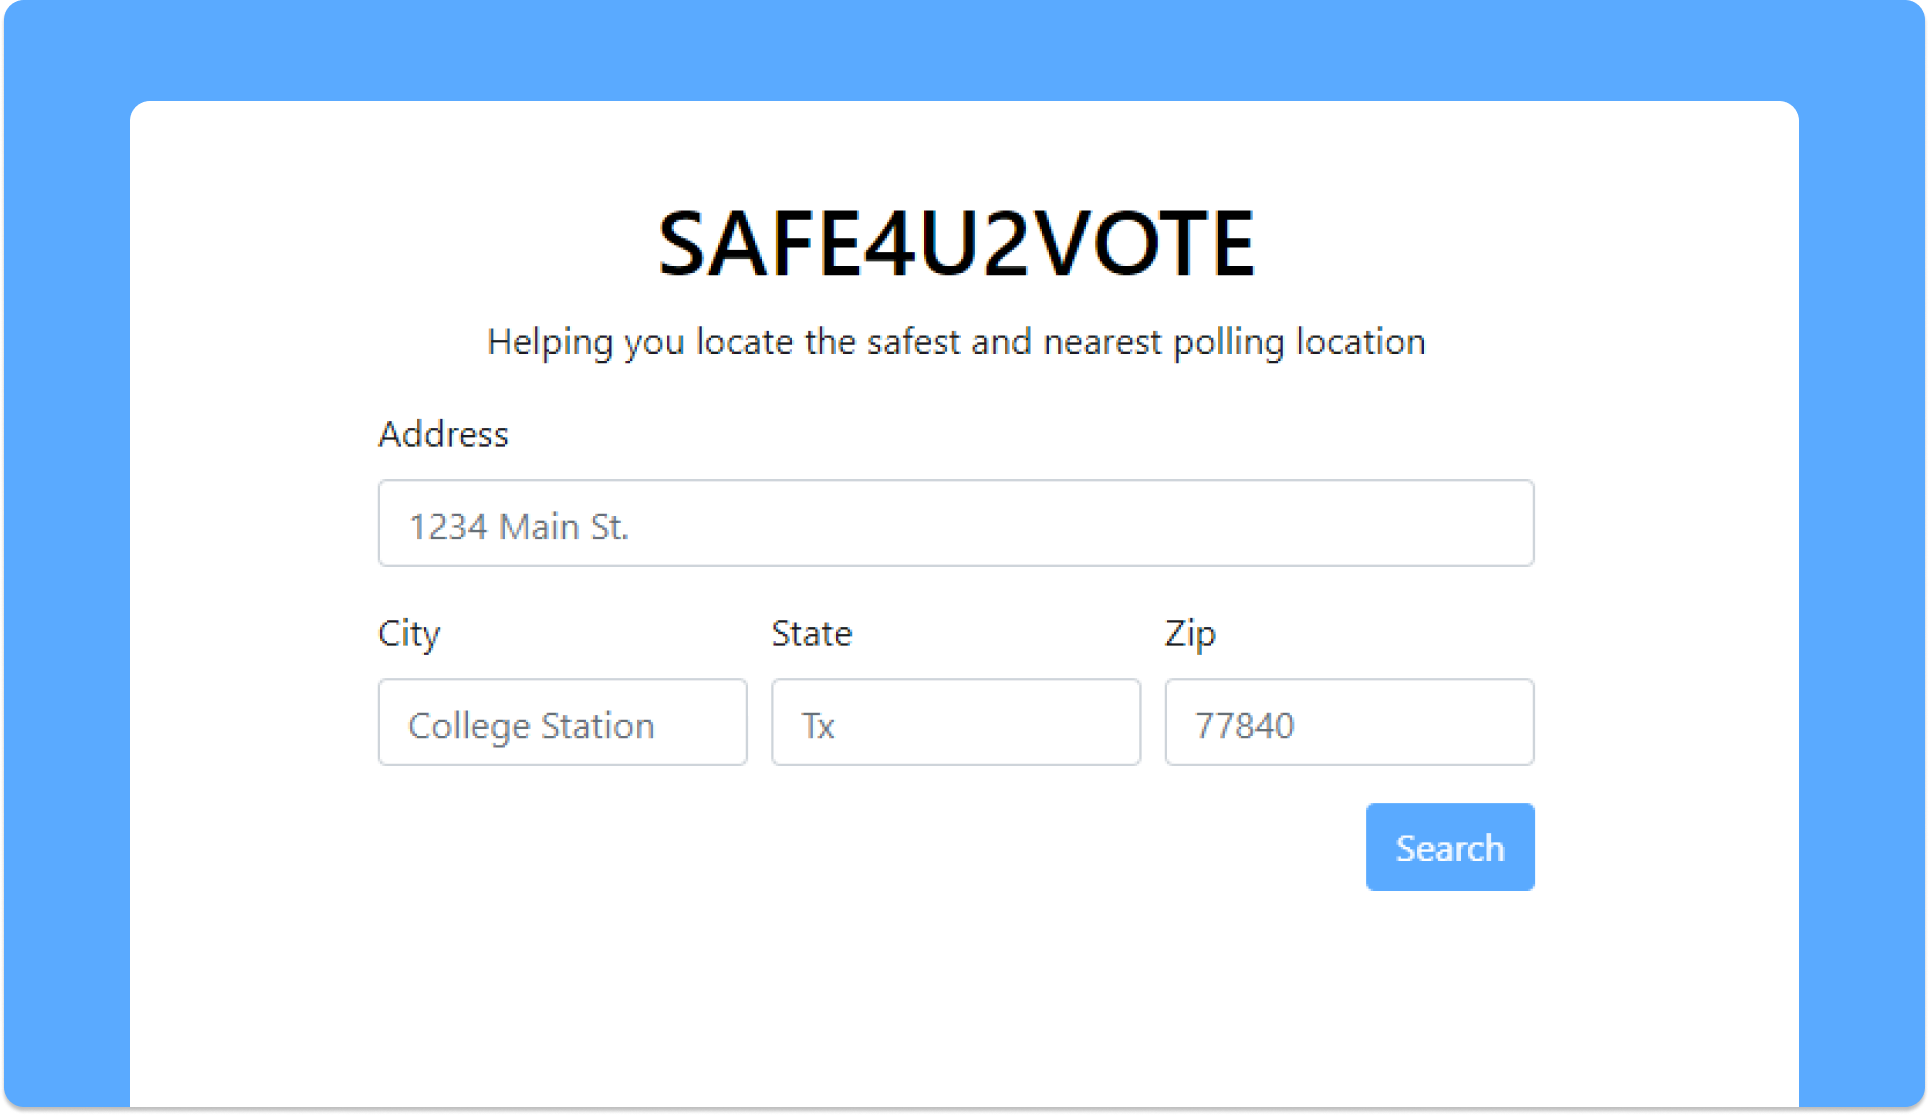 SAFE4U2VOTE
Helping you locate the safest and nearest polling location
Address
1234 Main St.
City State Zip
College Station Tx 77840
Search